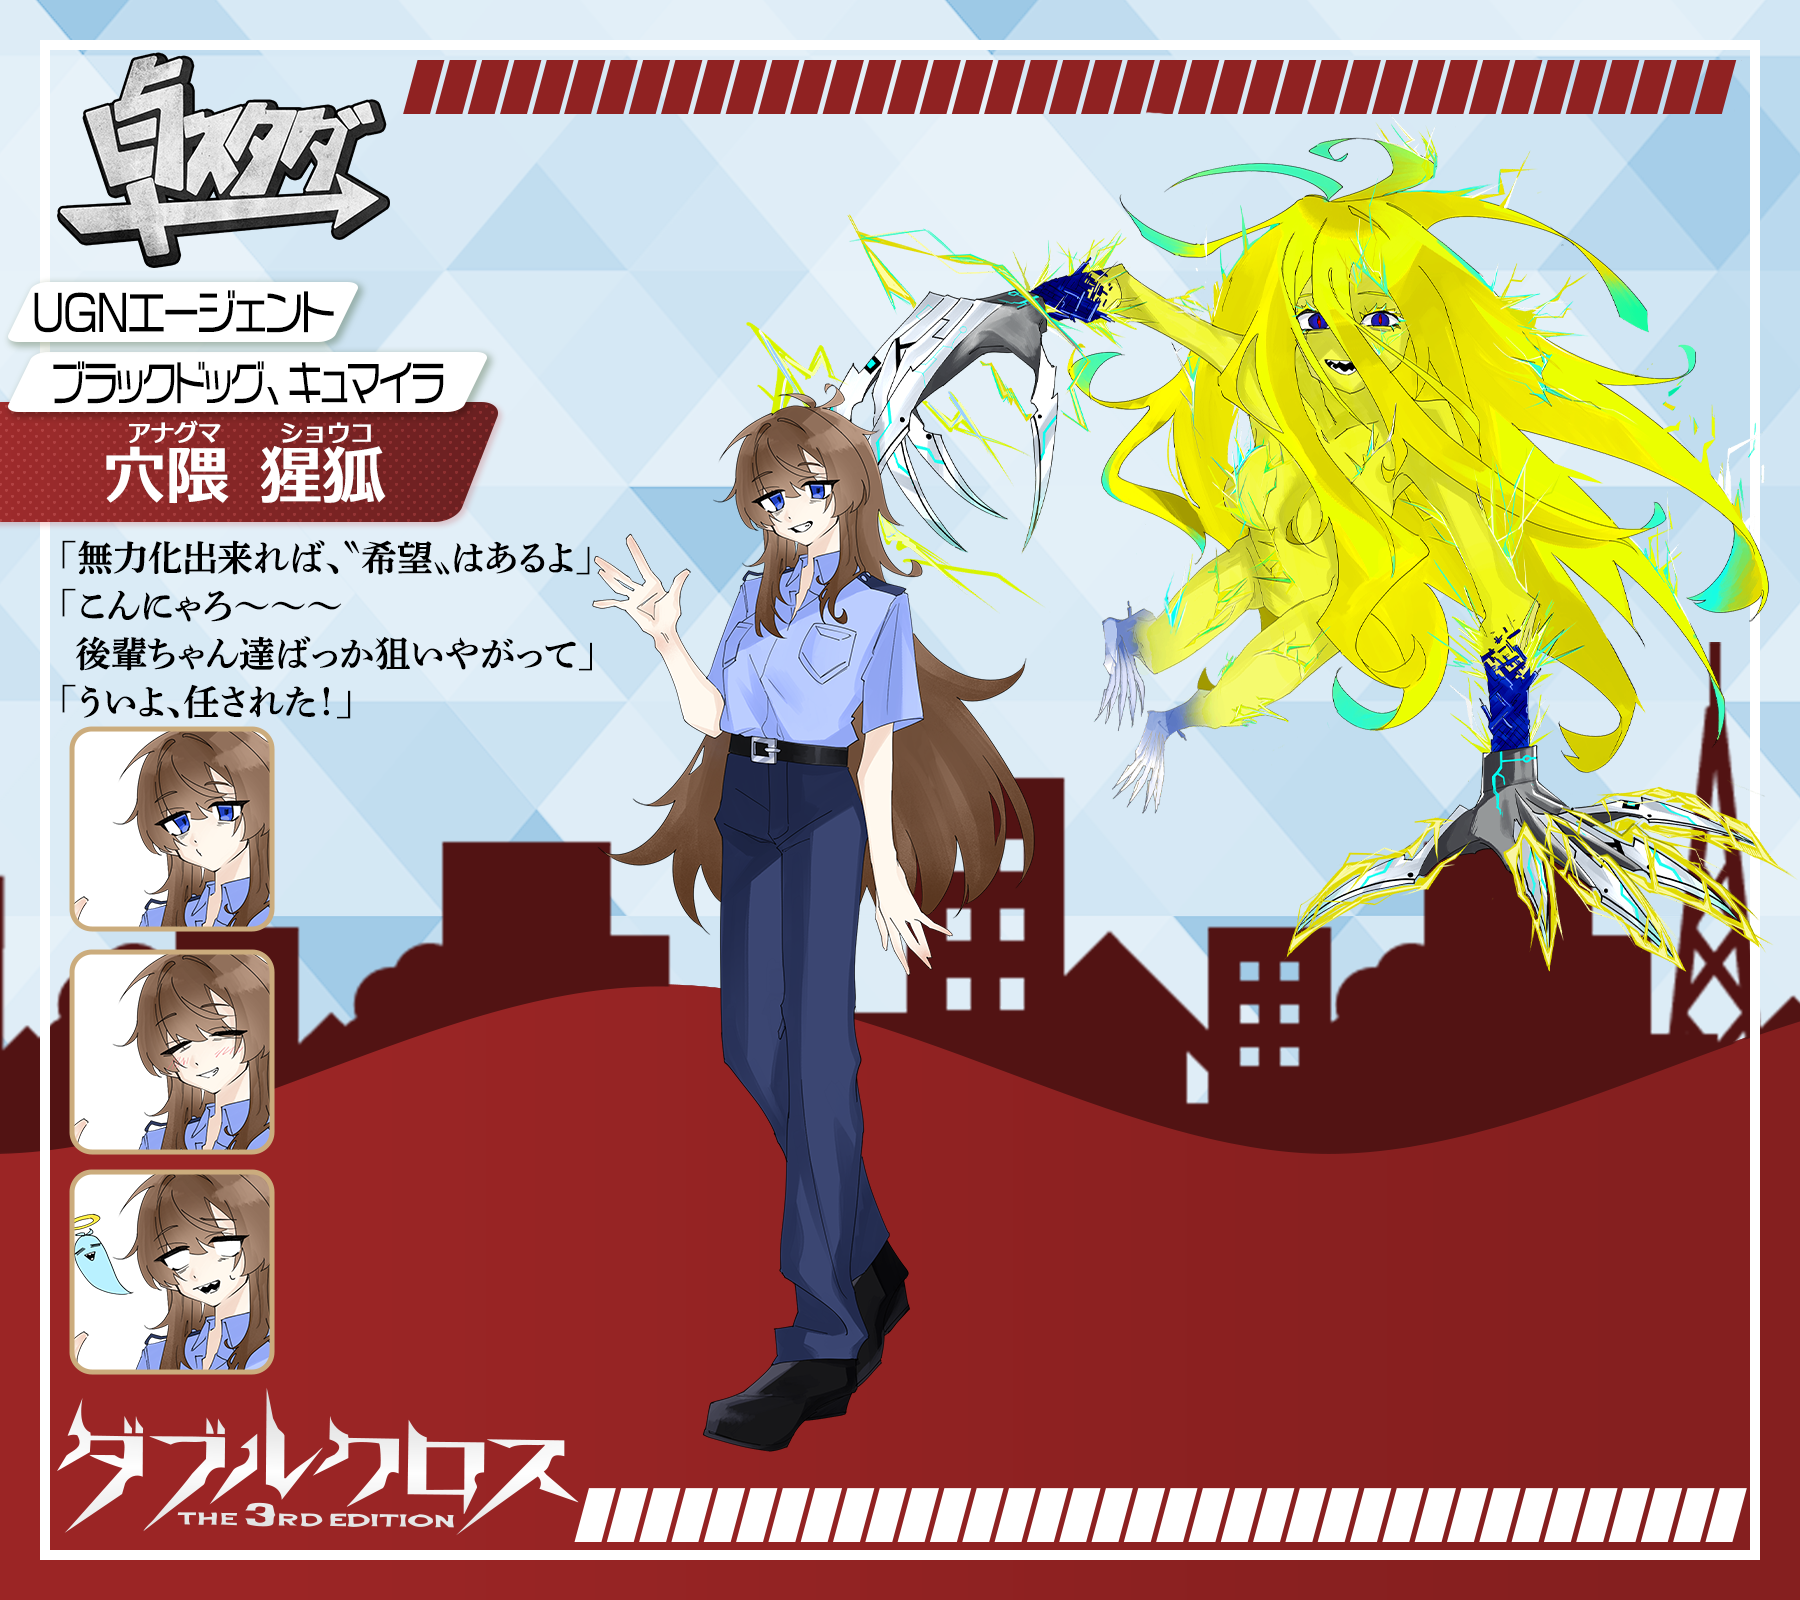 卓スタダ
UGNエージェント
ブラックドッグ、キュマイラ
アナグマ ショウコ
穴隈 猩狐
「無力化出来れば、〝希望〟はあるよ」
「こんにゃろ～～～
後輩ちゃん達ばっか狙いやがって」
「ういよ、任された！」
ダブルクロス
THE 3RD EDITION